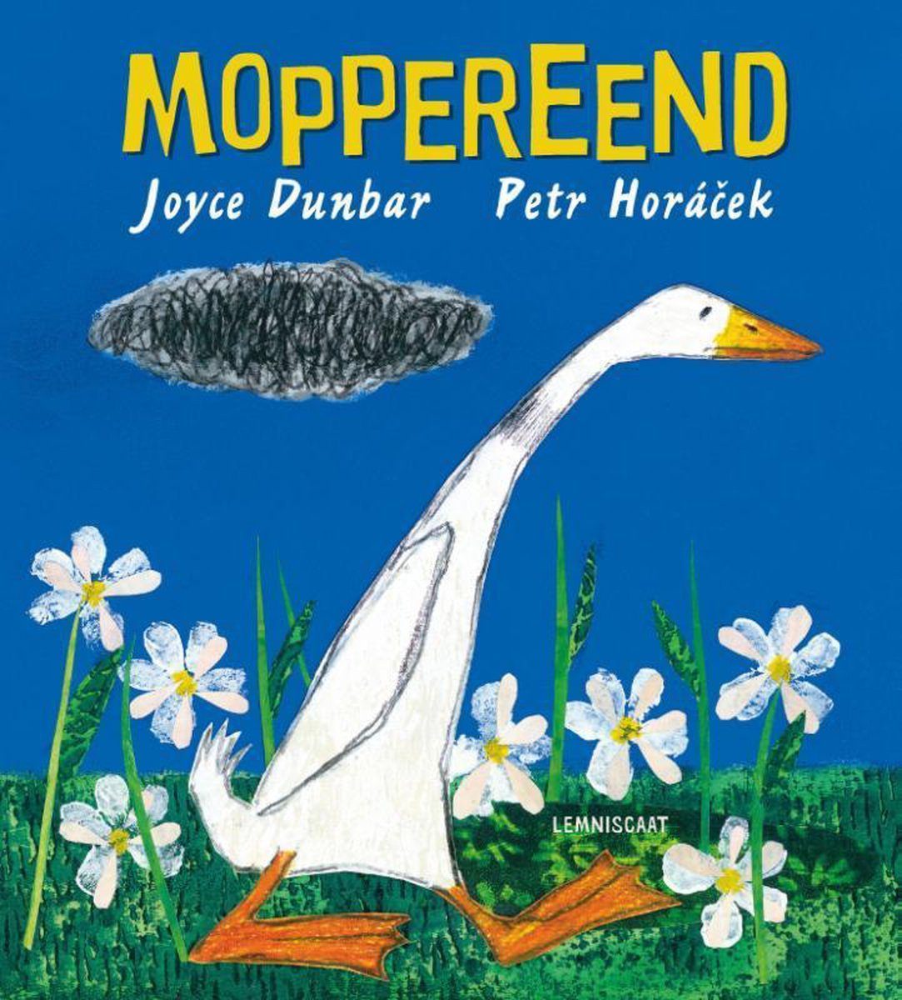 MOPPEREEND
Joyce Dunbar Petr Horáček
LEMNISCAAT